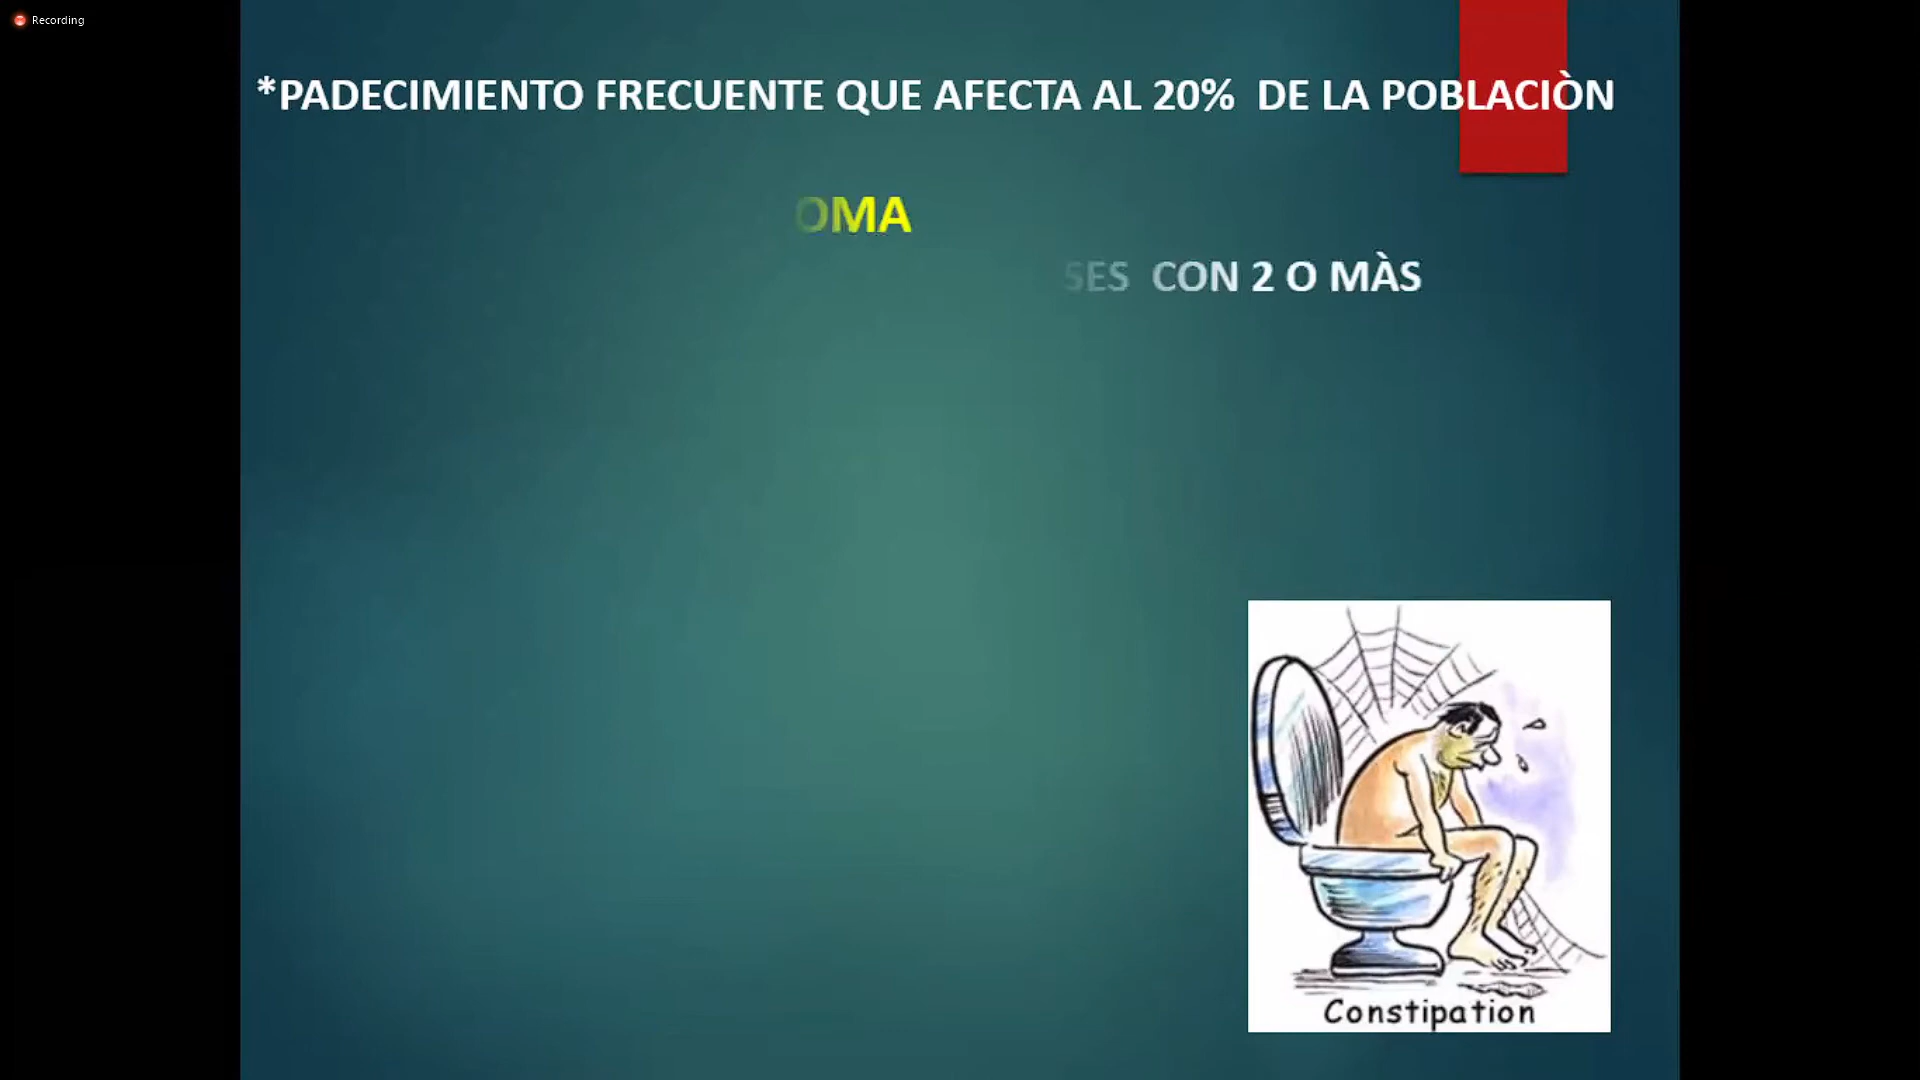 Recording
*PADECIMIENTO FRECUENTE QUE AFECTA AL 20% DE LA POBLACIÒN
OMA
SES CON 2 O MÀS
Constipation